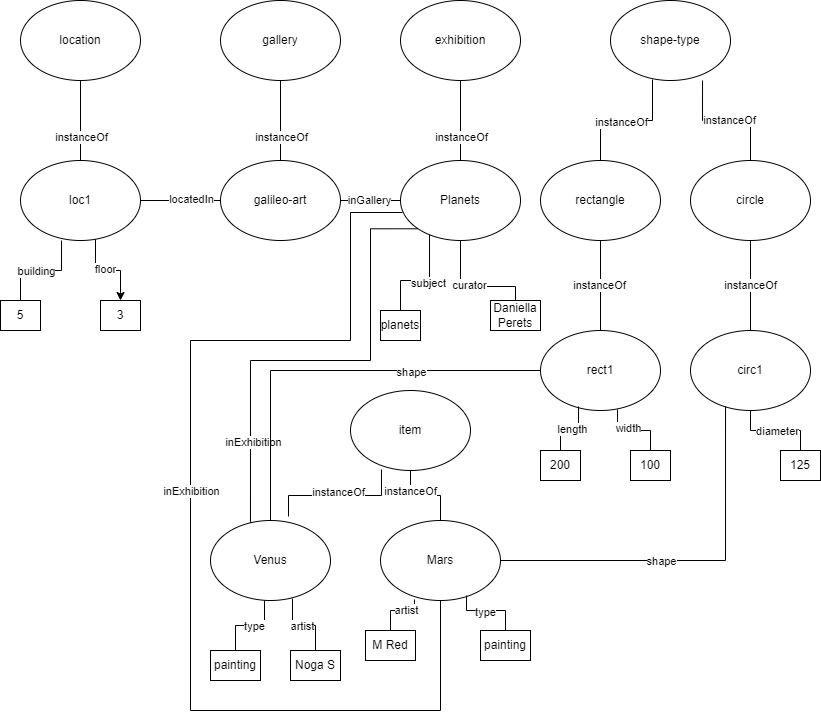 location
gallery
exhibition
shape-type
instanceOf
instanceOf
instanceOf
instanceOf
instanceOf
loc1
locatedIn
galileo-art
inGallery
Planets
rectangle
circle
building
floor
subject
curator
instanceOf
instanceOf
5
3
planets
Daniella
Perets
shape
rect1
circ1
item
length
width
diameter
inExhibition
200
100
125
inExhibition
instanceOf
instanceOf
Venus
Mars
shape
type
artist
artist
type
painting
Noga S
M Red
painting